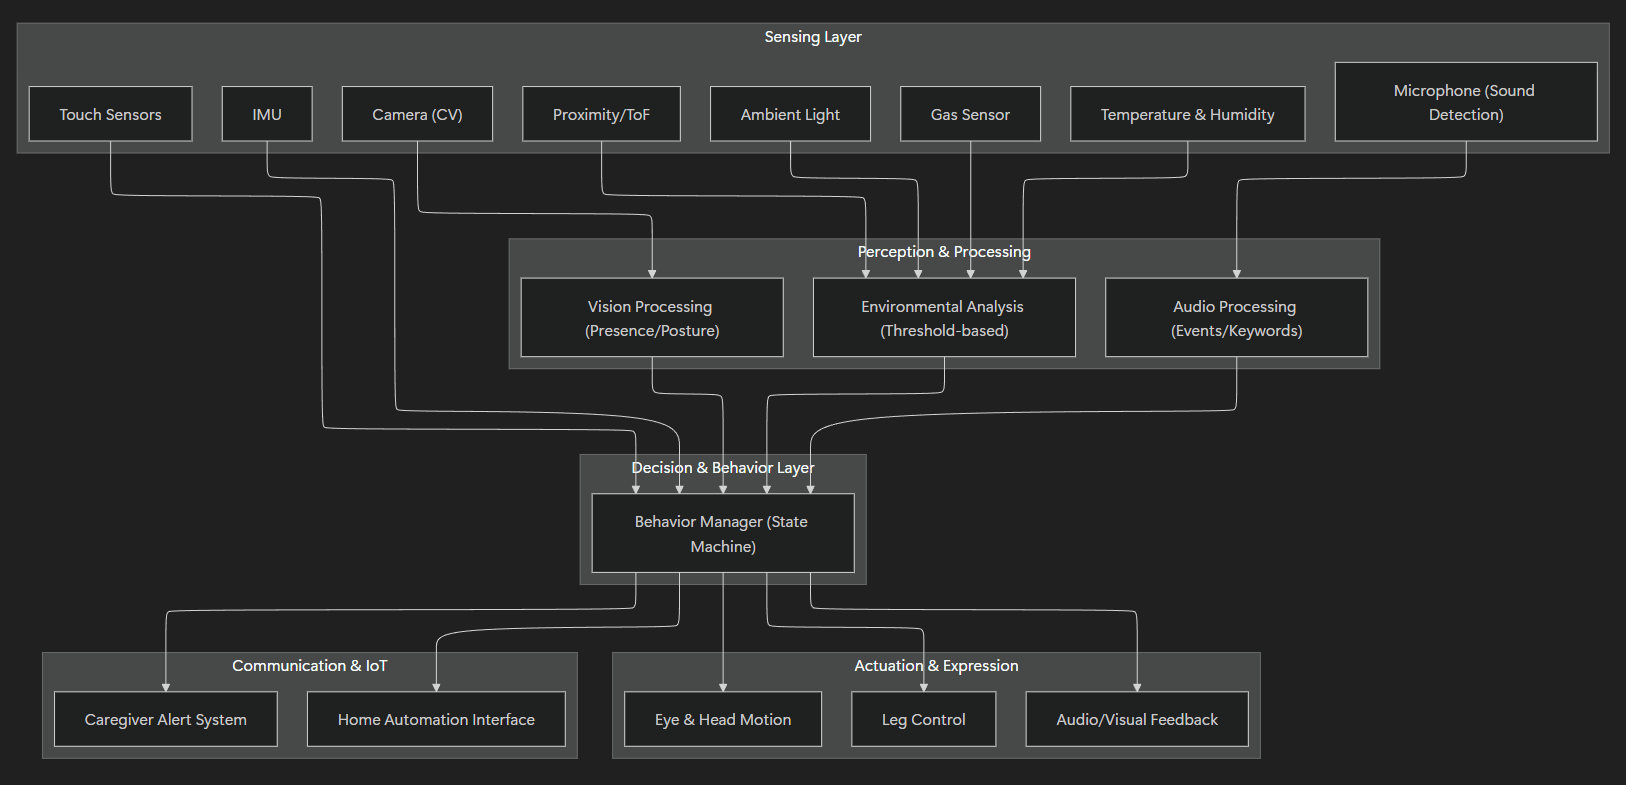 Sensing Layer
Touch Sensors
IMU
Camera (CV)
Proximity/ToF
Ambient Light
Gas Sensor
Temperature & Humidity
Microphone (Sound
Detection)
Perception & Processing
Vision Processing
(Presence/Posture)
Environmental Analysis
(Threshold-based)
Audio Processing
(Events/Keywords)
Decision & Behavior Layer
Behavior Manager (State
Machine)
Communication & IoT
Caregiver Alert System
Home Automation Interface
Actuation & Expression
Eye & Head Motion
Leg Control
Audio/Visual Feedback